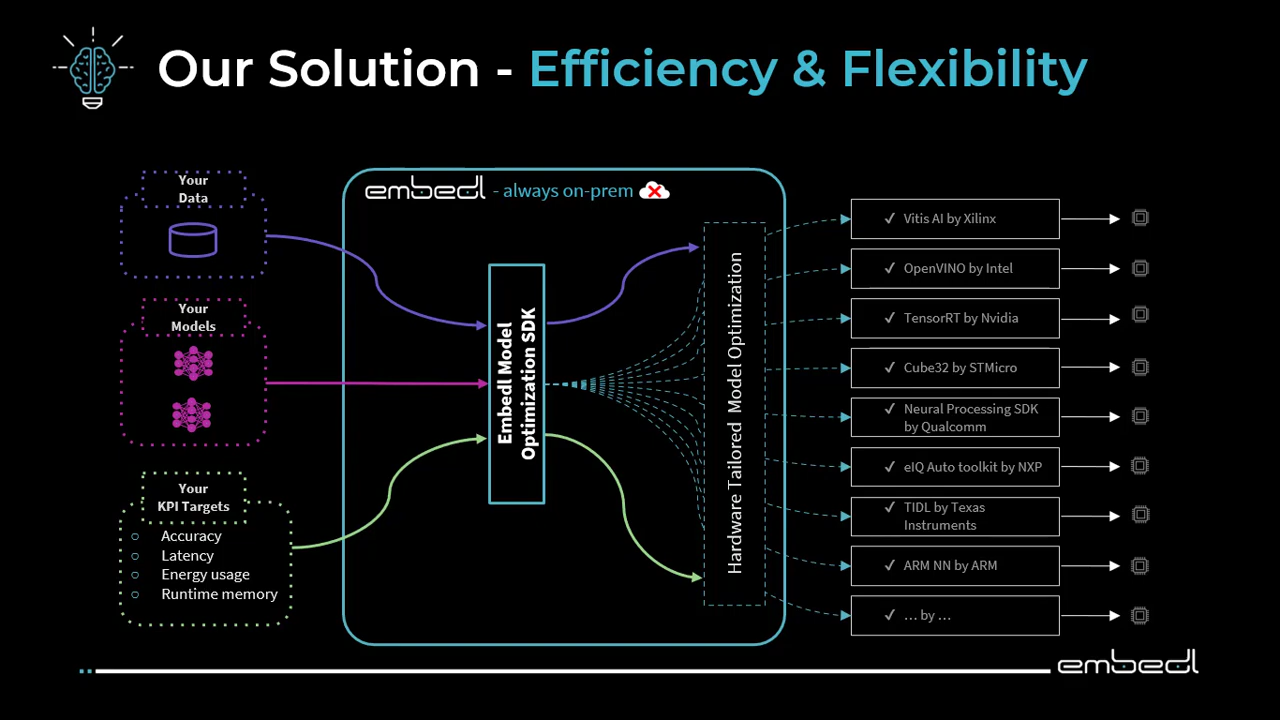 Our Solution - Efficiency & Flexibility
Your
Data
embedl - always on-prem
Your
Models
Your
KPI Targets
○ Accuracy
○ Latency
○ Energy usage
○ Runtime memory
Embedl Model
Optimization SDK
Hardware Tailored Model Optimization
✓ Vitis AI by Xilinx
✓ OpenVINO by Intel
✓ TensorRT by Nvidia
✓ Cube32 by STMicro
✓ Neural Processing SDK
by Qualcomm
✓ eIQ Auto toolkit by NXP
✓ TIDL by Texas
Instruments
✓ ARM NN by ARM
✓ ... by ...
embedl